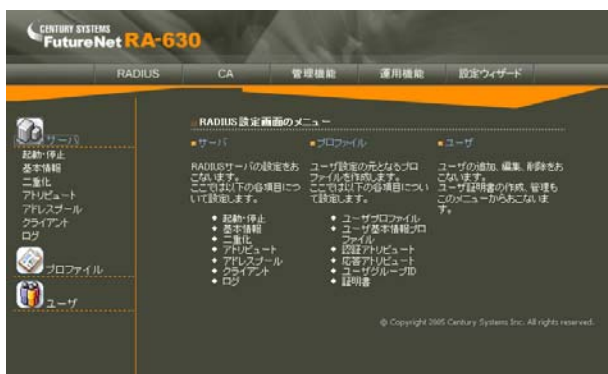 CENTURY SYSTEMS
FutureNet RA-630
RADIUS CA 管理機能 運用機能 設定ウィザード
サーバ
起動・停止
基本情報
二重化
アトリビュート
アドレスプール
クライアント
ログ
プロファイル
ユーザ
RADIUS設定画面のメニュー
サーバ
RADIUSサーバの設定をお
こないます。
ここでは以下の各項目につ
いて設定します。
起動・停止
基本情報
二重化
アトリビュート
アドレスプール
クライアント
ログ
プロファイル
ユーザ設定の元となるプロ
ファイルを作成します。
ここでは以下の各項目につい
て設定します。
ユーザプロファイル
ユーザ基本情報プロ
ファイル
認証アトリビュート
応答アトリビュート
ユーザグループID
証明書
ユーザ
ユーザの追加、編集、削除をお
こないます。
ユーザ証明書の作成、管理も
このメニューからおこないま
す。
© Copyright 2005 Century Systems Inc. All rights reserved.